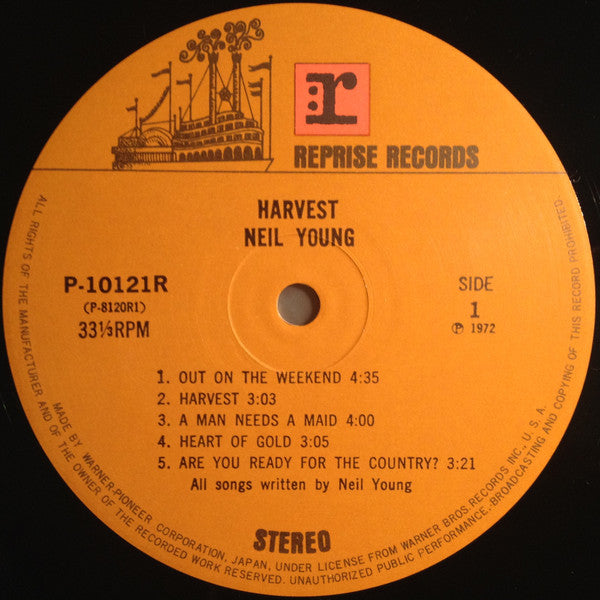 :r
REPRISE RECORDS
HARVEST
NEIL YOUNG
P-10121R
(P-8120R1)
33⅓RPM
SIDE
1
℗ 1972
1. OUT ON THE WEEKEND 4:35
2. HARVEST 3:03
3. A MAN NEEDS A MAID 4:00
4. HEART OF GOLD 3:05
5. ARE YOU READY FOR THE COUNTRY? 3:21
All songs written by Neil Young
STEREO
ALL RIGHTS OF THE MANUFACTURER AND OF THE OWNER OF THE RECORDED WORK RESERVED. UNAUTHORIZED PUBLIC PERFORMANCE,·BROADCASTING AND COPYING OF THIS RECORD PROHIBITED.
MADE BY WARNER-PIONEER CORPORATION, JAPAN, UNDER LICENSE FROM WARNER BROS. RECORDS INC., U. S. A.